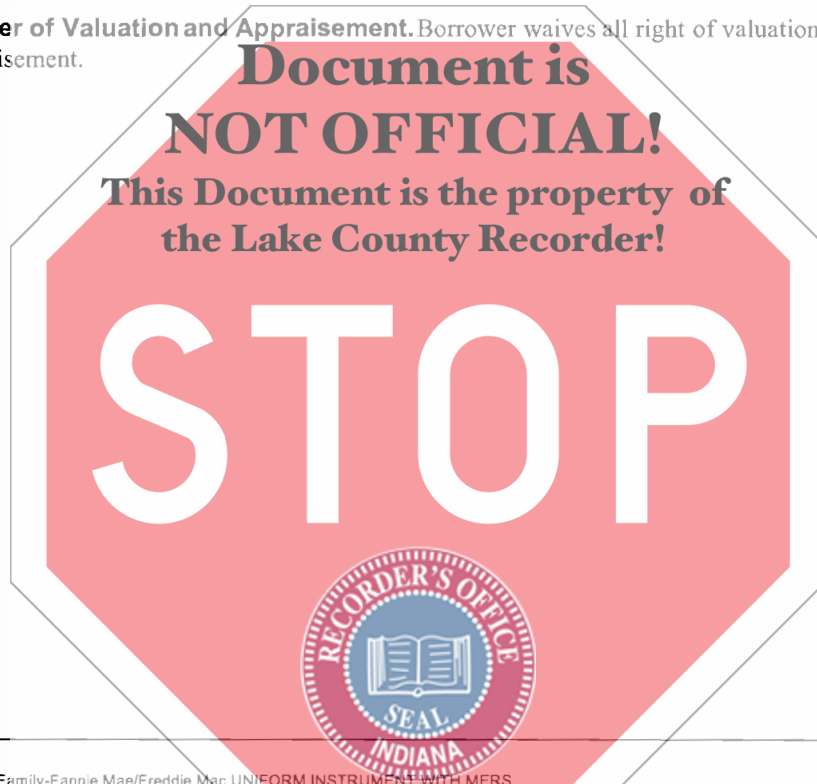 er of Valuation and Appraisement. Borrower waives all right of valuation
isement.
Document is
NOT OFFICIAL!
This Document is the property of
the Lake County Recorder!
STOP
RECORDER'S OFFICE
SEAL
INDIANA
Family-Fannie Mae/Freddie Mac UNIFORM INSTRUMENT WITH MERS